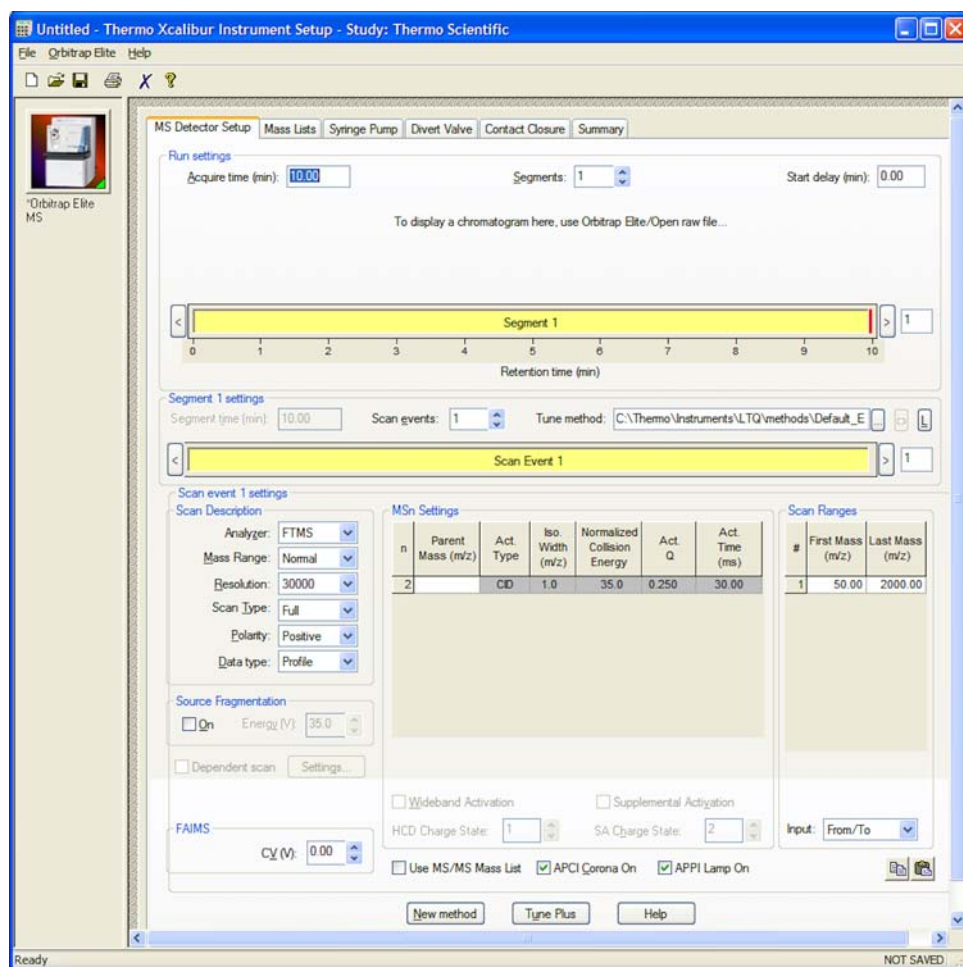 Untitled - Thermo Xcalibur Instrument Setup - Study: Thermo Scientific
File Orbitrap Elite Help
*Orbitrap Elite
MS
MS Detector Setup Mass Lists Syringe Pump Divert Valve Contact Closure Summary
Run settings
Acquire time (min): 10.00 Segments: 1 Start delay (min): 0.00
To display a chromatogram here, use Orbitrap Elite/Open raw file...
< Segment 1 > 1
0 1 2 3 4 5 6 7 8 9 10
Retention time (min)
Segment 1 settings
Segment time (min): 10.00 Scan events: 1 Tune method: C:\Thermo\Instruments\LTQ\methods\Default_E ... L
< Scan Event 1 > 1
Scan event 1 settings
Scan Description
Analyzer: FTMS
Mass Range: Normal
Resolution: 30000
Scan Type: Full
Polarity: Positive
Data type: Profile
Source Fragmentation
On Energy (V): 35.0
Dependent scan Settings...
FAIMS
CV (V): 0.00
MSn Settings
n Parent Mass (m/z) Act. Type Iso. Width (m/z) Normalized Collision Energy Act. Q Act. Time (ms)
2 CID 1.0 35.0 0.250 30.00
Wideband Activation Supplemental Activation
HCD Charge State: 1 SA Charge State: 2
Use MS/MS Mass List APCI Corona On APPI Lamp On
Scan Ranges
# First Mass (m/z) Last Mass (m/z)
1 50.00 2000.00
Input: From/To
New method Tune Plus Help
Ready NOT SAVED